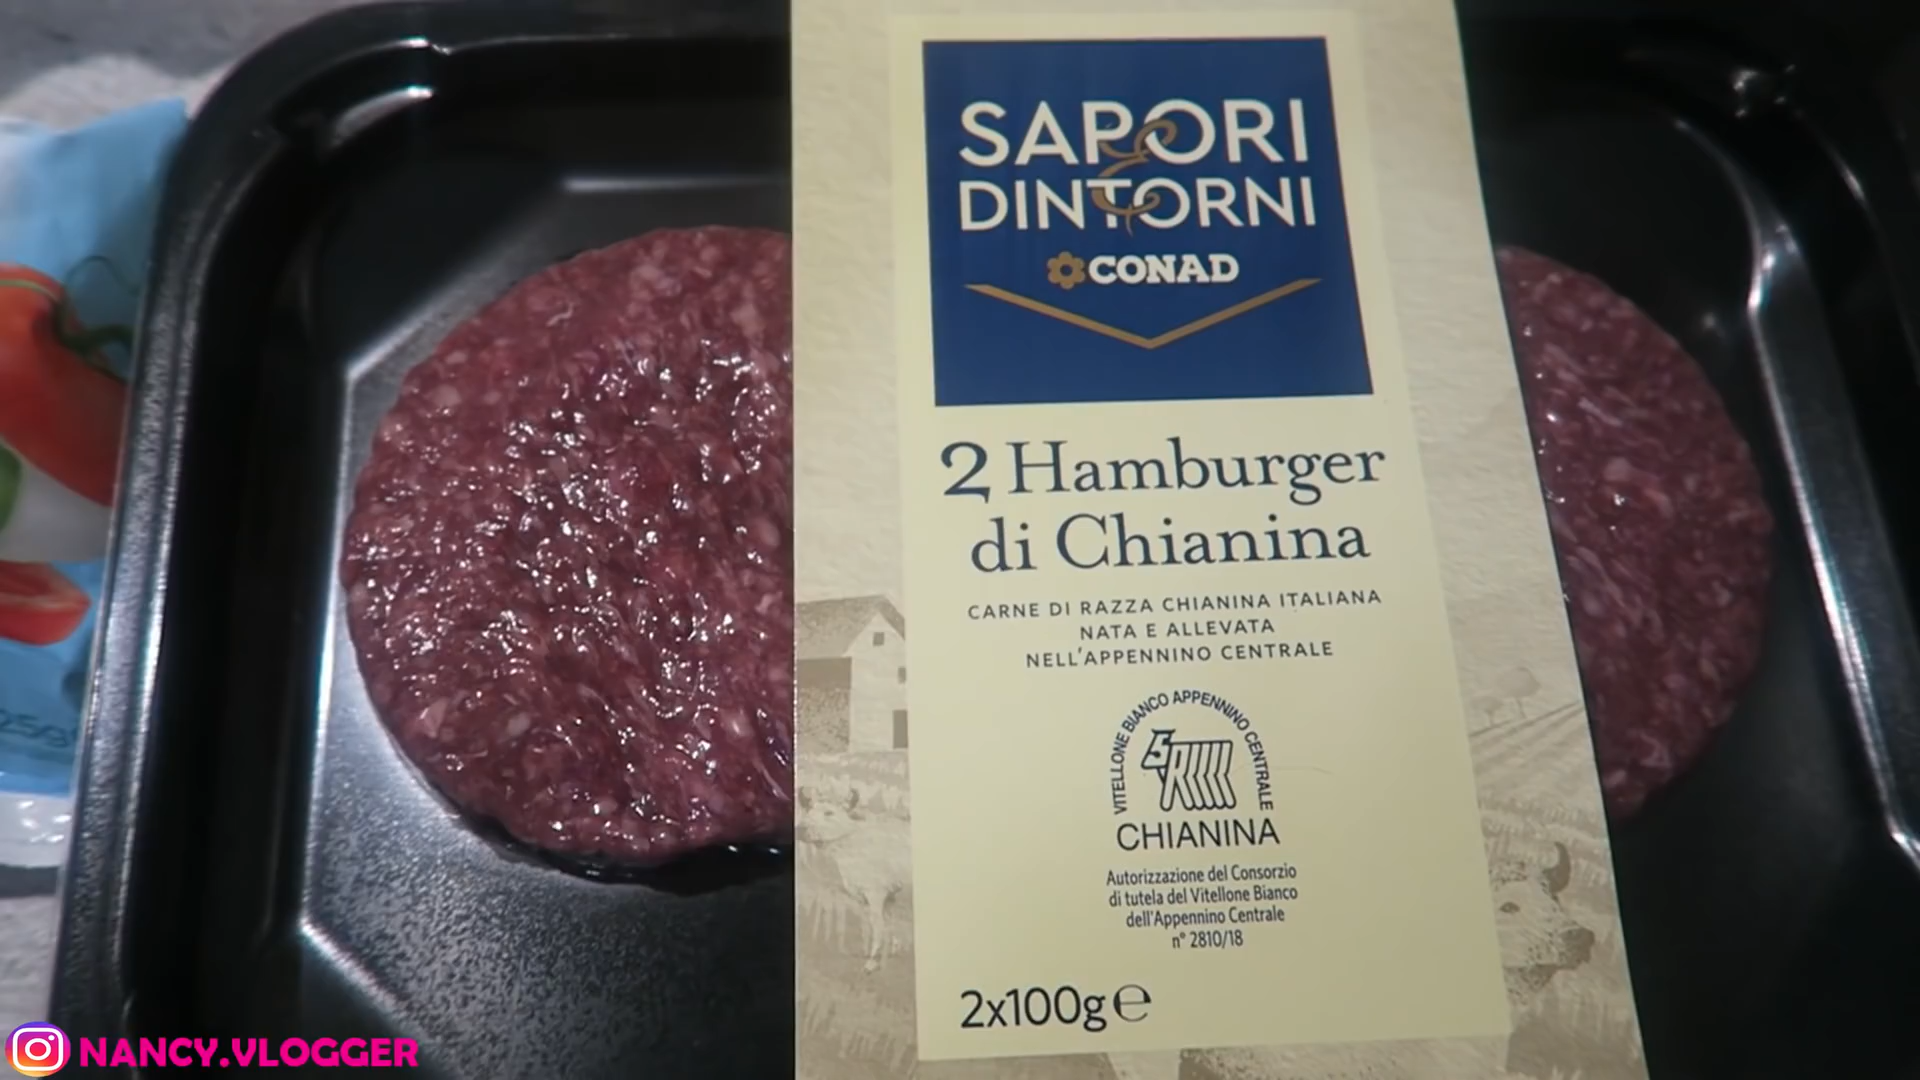 SAPORI
E
DINTORNI
CONAD
2 Hamburger
di Chianina
CARNE DI RAZZA CHIANINA ITALIANA
NATA E ALLEVATA
NELL'APPENNINO CENTRALE
VITELLONE BIANCO APPENNINO CENTRALE
5R
CHIANINA
Autorizzazione del Consorzio
di tutela del Vitellone Bianco
dell'Appennino Centrale
n° 2810/18
2x100g℮
NANCY.VLOGGER